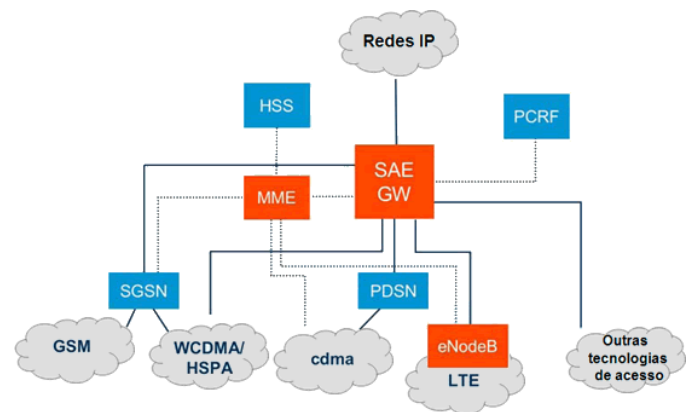 Redes IP
HSS
PCRF
SAE
GW
MME
SGSN
PDSN
GSM
WCDMA/
HSPA
cdma
eNodeB
LTE
Outras
tecnologias
de acesso